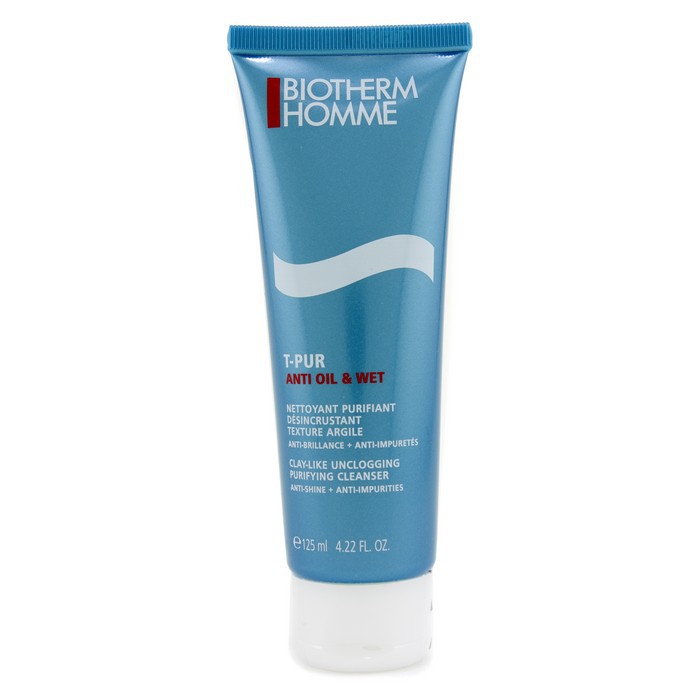 BIOTHERM
HOMME
T-PUR
ANTI OIL & WET
NETTOYANT PURIFIANT
DÉSINCRUSTANT
TEXTURE ARGILE
ANTI-BRILLANCE + ANTI-IMPURETÉS
CLAY-LIKE UNCLOGGING
PURIFYING CLEANSER
ANTI-SHINE + ANTI-IMPURITIES
℮125 ml 4.22 FL. OZ.